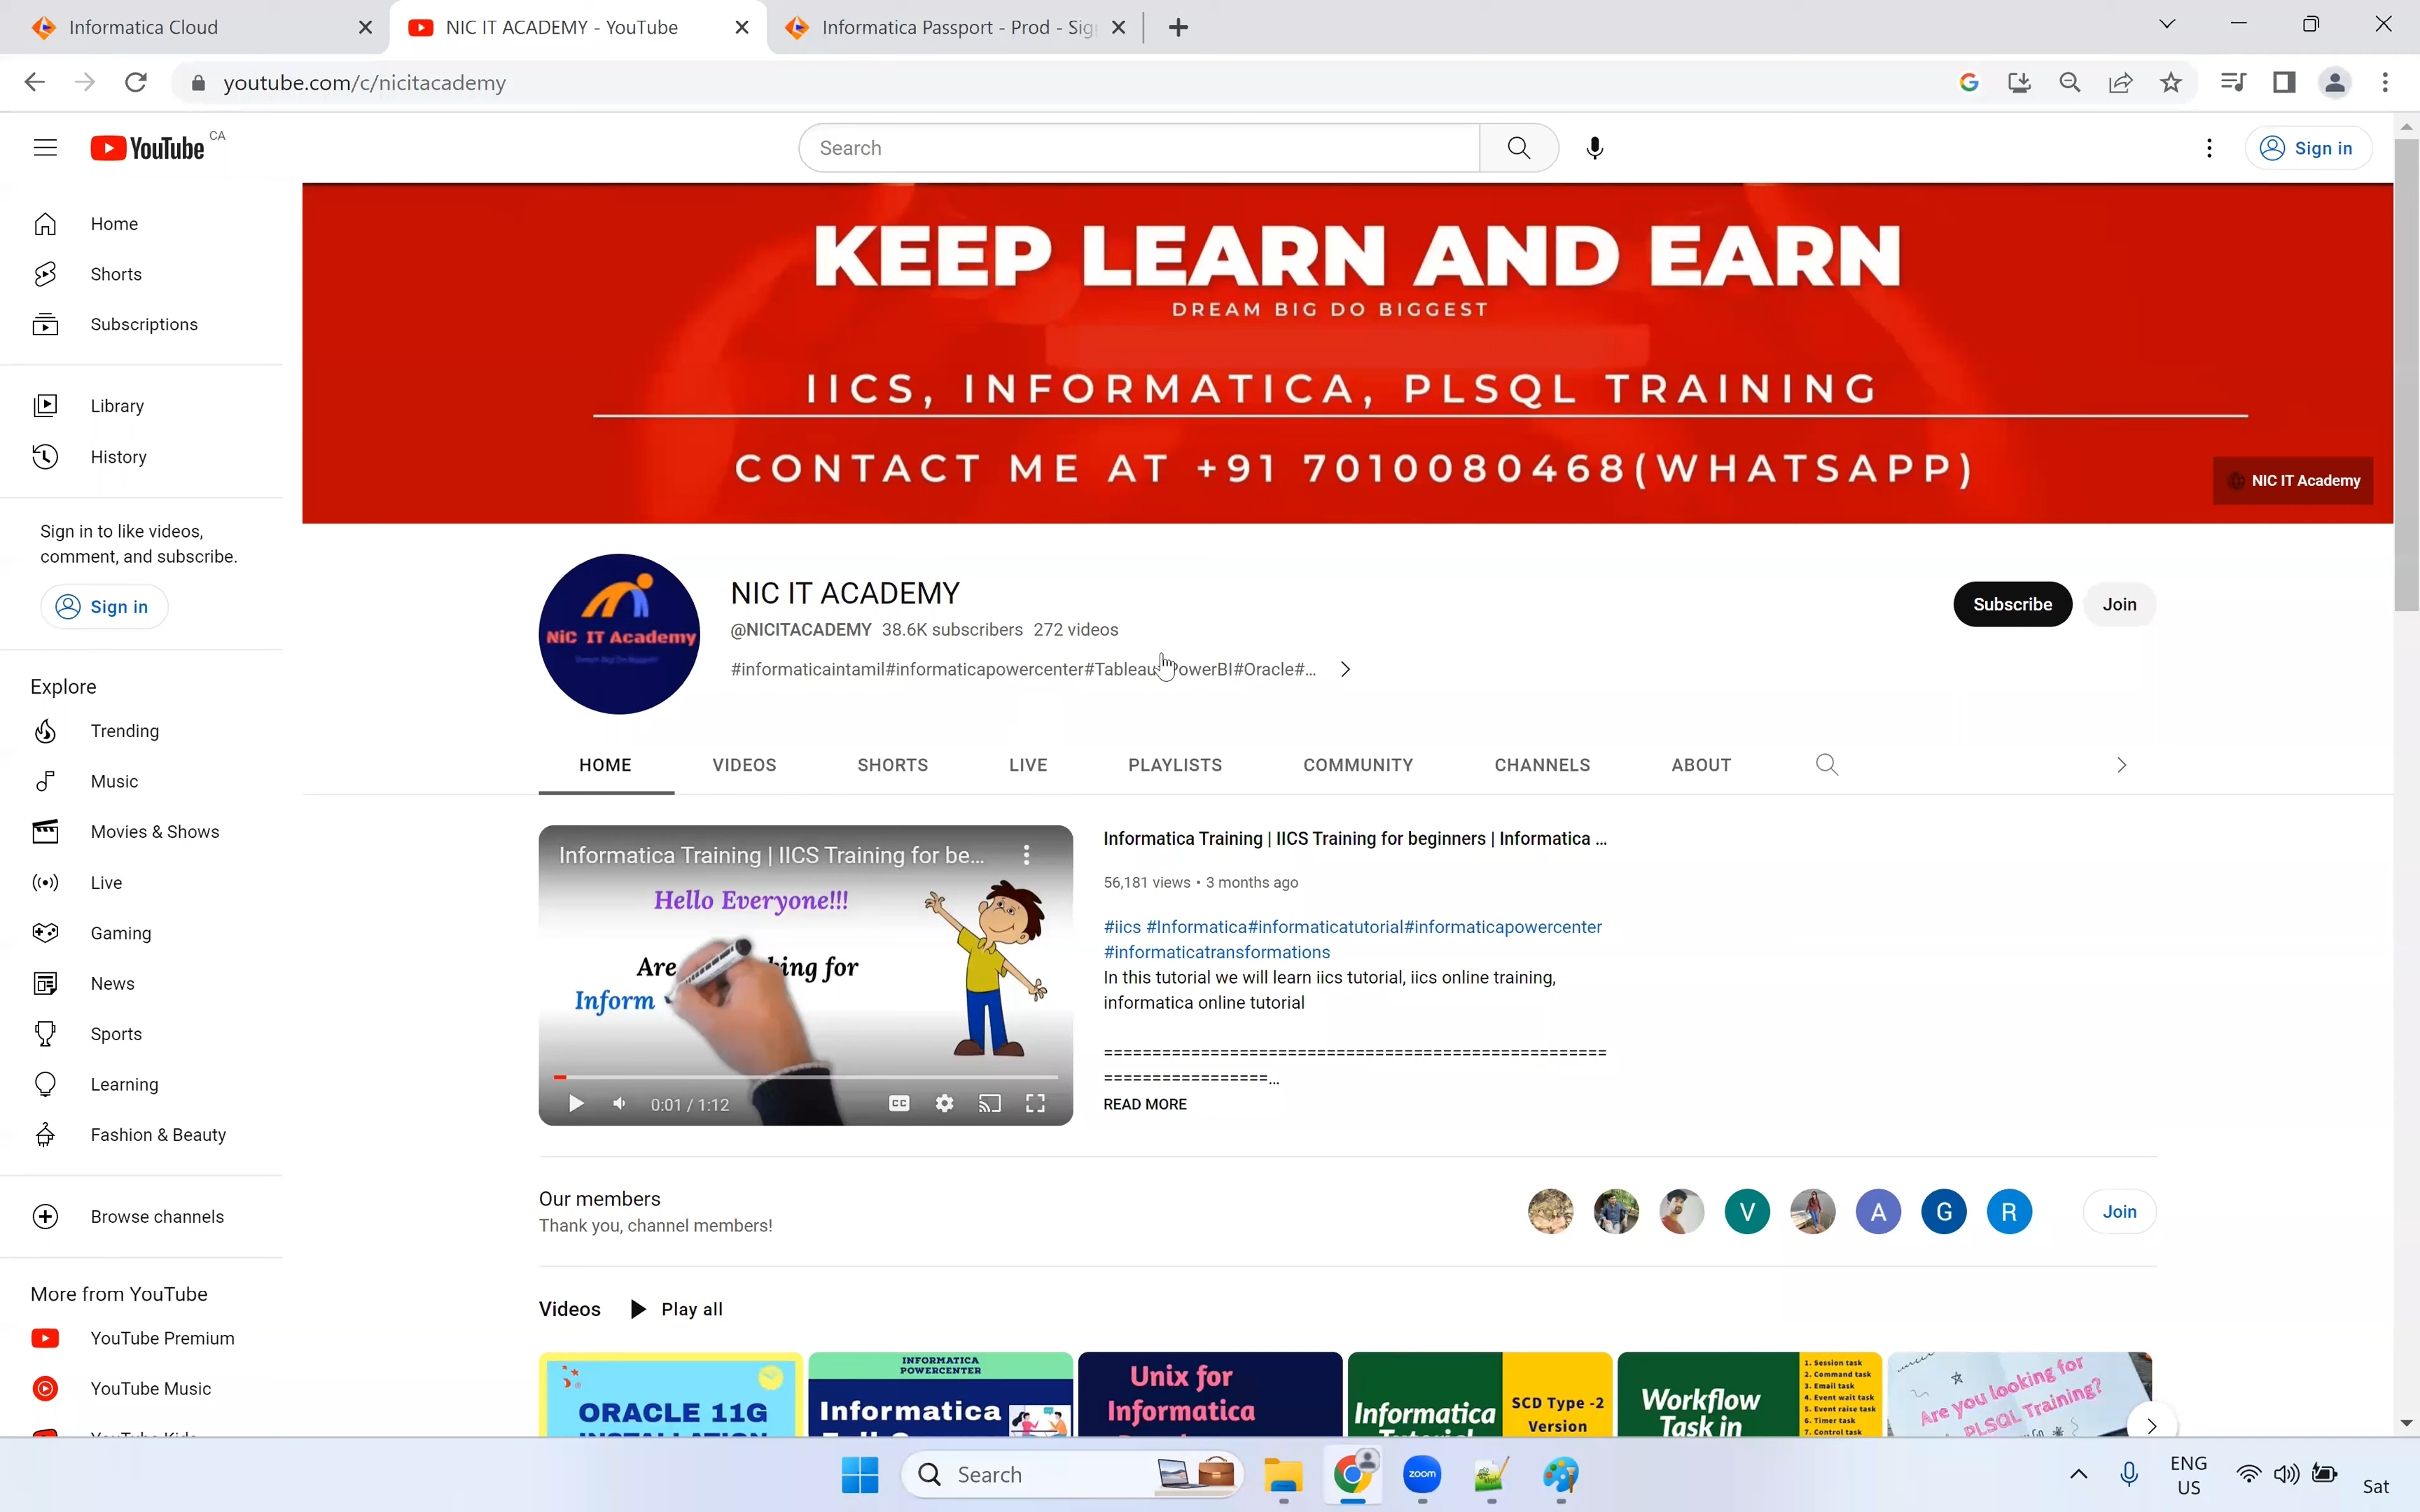 Informatica Cloud
NIC IT ACADEMY - YouTube
Informatica Passport - Prod - Sig
youtube.com/c/nicitacademy
YouTube CA
Search
Sign in
Home
Shorts
Subscriptions
Library
History
Sign in to like videos,
comment, and subscribe.
Sign in
Explore
Trending
Music
Movies & Shows
Live
Gaming
News
Sports
Learning
Fashion & Beauty
Browse channels
More from YouTube
YouTube Premium
YouTube Music
KEEP LEARN AND EARN
DREAM BIG DO BIGGEST
IICS, INFORMATICA, PLSQL TRAINING
CONTACT ME AT +91 7010080468(WHATSAPP)
NIC IT Academy
NiC IT Academy
NIC IT ACADEMY
@NICITACADEMY 38.6K subscribers 272 videos
#informaticaintamil#informaticapowercenter#Tableau#PowerBI#Oracle#...
Subscribe
Join
HOME
VIDEOS
SHORTS
LIVE
PLAYLISTS
COMMUNITY
CHANNELS
ABOUT
Informatica Training | IICS Training for be...
Hello Everyone!!!
Are king for
Inform
0:01 / 1:12
CC
Informatica Training | IICS Training for beginners | Informatica ...
56,181 views • 3 months ago
#iics #Informatica#informaticatutorial#informaticapowercenter
#informaticatransformations
In this tutorial we will learn iics tutorial, iics online training,
informatica online tutorial
====================================================
=================...
READ MORE
Our members
Thank you, channel members!
V
A
G
R
Join
Videos
Play all
ORACLE 11G
INSTALLATION
INFORMATICA
POWERCENTER
Informatica
Unix for
Informatica
Informatica
Tutorial
SCD Type -2
Version
Workflow
Task in
1. Session task
2. Command task
3. Email task
4. Event wait task
5. Event raise task
6. Timer task
7. Control task
Are you looking for
PLSQL Training?
Search
zoom
ENG
US
Sat